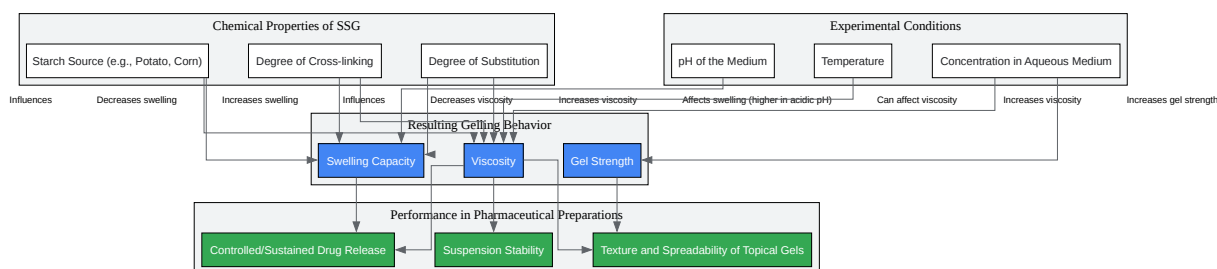 Chemical Properties of SSG
Experimental Conditions
Starch Source (e.g., Potato, Corn)
Degree of Cross-linking
Degree of Substitution
pH of the Medium
Temperature
Concentration in Aqueous Medium
Influences
Decreases swelling
Increases swelling
Influences
Decreases viscosity
Increases viscosity
Affects swelling (higher in acidic pH)
Can affect viscosity
Increases viscosity
Increases gel strength
Resulting Gelling Behavior
Swelling Capacity
Viscosity
Gel Strength
Performance in Pharmaceutical Preparations
Controlled/Sustained Drug Release
Suspension Stability
Texture and Spreadability of Topical Gels